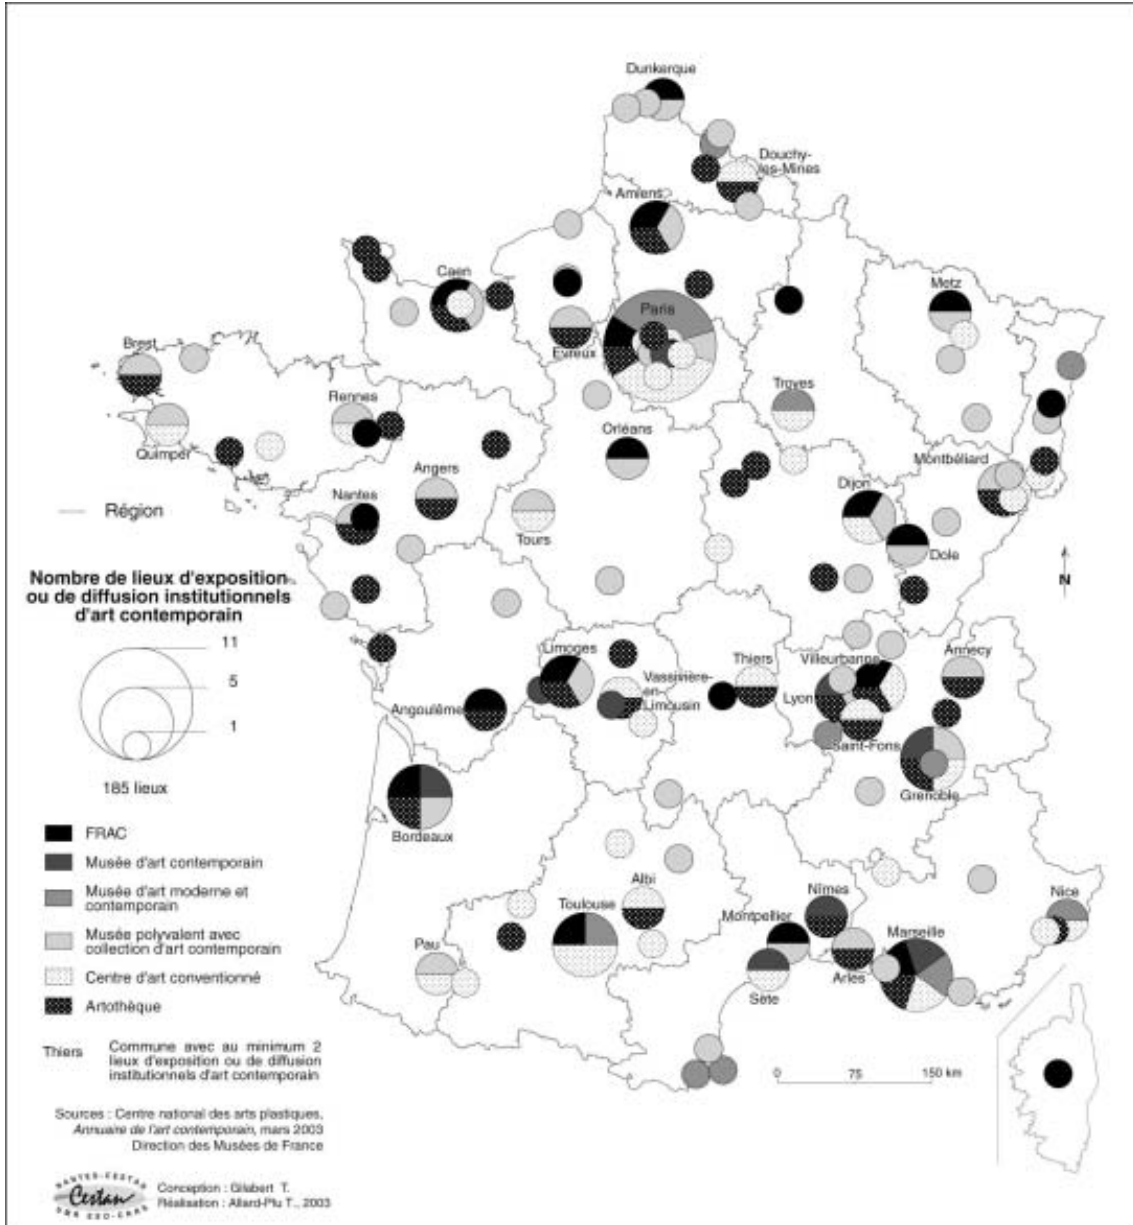 Dunkerque
Douchy-
les-Mines
Amiens
Caen
Metz
Paris
Evreux
Brest
Troyes
Rennes
Quimper
Orléans
Montbéliard
Angers
Dijon
Nantes
Tours
Dole
Région
N
Nombre de lieux d'exposition
ou de diffusion institutionnels
d'art contemporain
11
5
1
185 lieux
Limoges
Vassivière-
en-
Limousin
Thiers
Villeurbanne
Annecy
Lyon
Angoulême
Saint-Fons
Grenoble
Bordeaux
FRAC
Musée d'art contemporain
Musée d'art moderne et
contemporain
Musée polyvalent avec
collection d'art contemporain
Centre d'art conventionné
Artothèque
Albi
Toulouse
Nîmes
Nice
Montpellier
Marseille
Pau
Arles
Sète
Thiers
Commune avec au minimum 2
lieux d'exposition ou de diffusion
institutionnels d'art contemporain
0 75 150 km
Sources : Centre national des arts plastiques,
Annuaire de l'art contemporain, mars 2003
Direction des Musées de France
NANTES-CESTAN
Cestan
UMR ESO-CNRS
Conception : Gilabert T.
Réalisation : Allard-Plu T., 2003